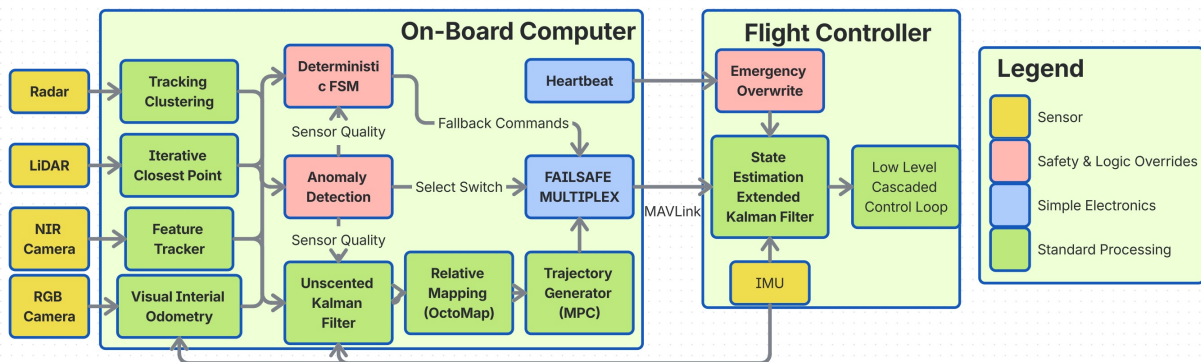 On-Board Computer
Flight Controller
Legend
Radar
LiDAR
NIR
Camera
RGB
Camera
Tracking
Clustering
Iterative
Closest Point
Feature
Tracker
Visual Interial
Odometry
Deterministi
c FSM
Sensor Quality
Anomaly
Detection
Sensor Quality
Unscented
Kalman
Filter
Relative
Mapping
(OctoMap)
Heartbeat
Fallback Commands
Select Switch
FAILSAFE
MULTIPLEX
Trajectory
Generator
(MPC)
MAVLink
Emergency
Overwrite
State
Estimation
Extended
Kalman Filter
IMU
Low Level
Cascaded
Control Loop
Sensor
Safety & Logic Overrides
Simple Electronics
Standard Processing